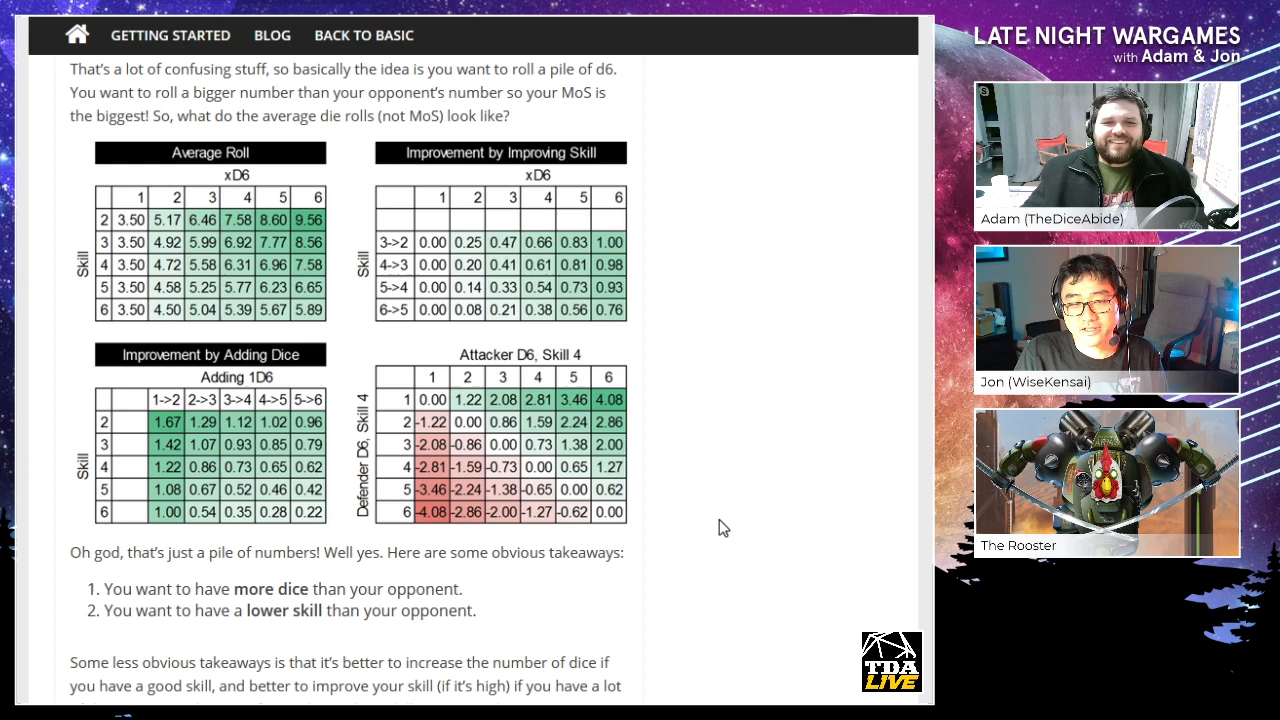 GETTING STARTED BLOG BACK TO BASIC
That's a lot of confusing stuff, so basically the idea is you want to roll a pile of d6.
You want to roll a bigger number than your opponent's number so your MoS is
the biggest! So, what do the average die rolls (not MoS) look like?
Average Roll
xD6
1 2 3 4 5 6
Skill
2 3.50 5.17 6.46 7.58 8.60 9.56
3 3.50 4.92 5.99 6.92 7.77 8.56
4 3.50 4.72 5.58 6.31 6.96 7.58
5 3.50 4.58 5.25 5.77 6.23 6.65
6 3.50 4.50 5.04 5.39 5.67 5.89
Improvement by Improving Skill
xD6
1 2 3 4 5 6
Skill
3->2 0.00 0.25 0.47 0.66 0.83 1.00
4->3 0.00 0.20 0.41 0.61 0.81 0.98
5->4 0.00 0.14 0.33 0.54 0.73 0.93
6->5 0.00 0.08 0.21 0.38 0.56 0.76
Improvement by Adding Dice
Adding 1D6
1->2 2->3 3->4 4->5 5->6
Skill
2 1.67 1.29 1.12 1.02 0.96
3 1.42 1.07 0.93 0.85 0.79
4 1.22 0.86 0.73 0.65 0.62
5 1.08 0.67 0.52 0.46 0.42
6 1.00 0.54 0.35 0.28 0.22
Attacker D6, Skill 4
1 2 3 4 5 6
Defender D6, Skill 4
1 0.00 1.22 2.08 2.81 3.46 4.08
2 -1.22 0.00 0.86 1.59 2.24 2.86
3 -2.08 -0.86 0.00 0.73 1.38 2.00
4 -2.81 -1.59 -0.73 0.00 0.65 1.27
5 -3.46 -2.24 -1.38 -0.65 0.00 0.62
6 -4.08 -2.86 -2.00 -1.27 -0.62 0.00
Oh god, that's just a pile of numbers! Well yes. Here are some obvious takeaways:
1. You want to have more dice than your opponent.
2. You want to have a lower skill than your opponent.
Some less obvious takeaways is that it's better to increase the number of dice if
you have a good skill, and better to improve your skill (if it's high) if you have a lot
LATE NIGHT WARGAMES
with Adam & Jon
Adam (TheDiceAbide)
Jon (WiseKensai)
The Rooster
TDA
LIVE